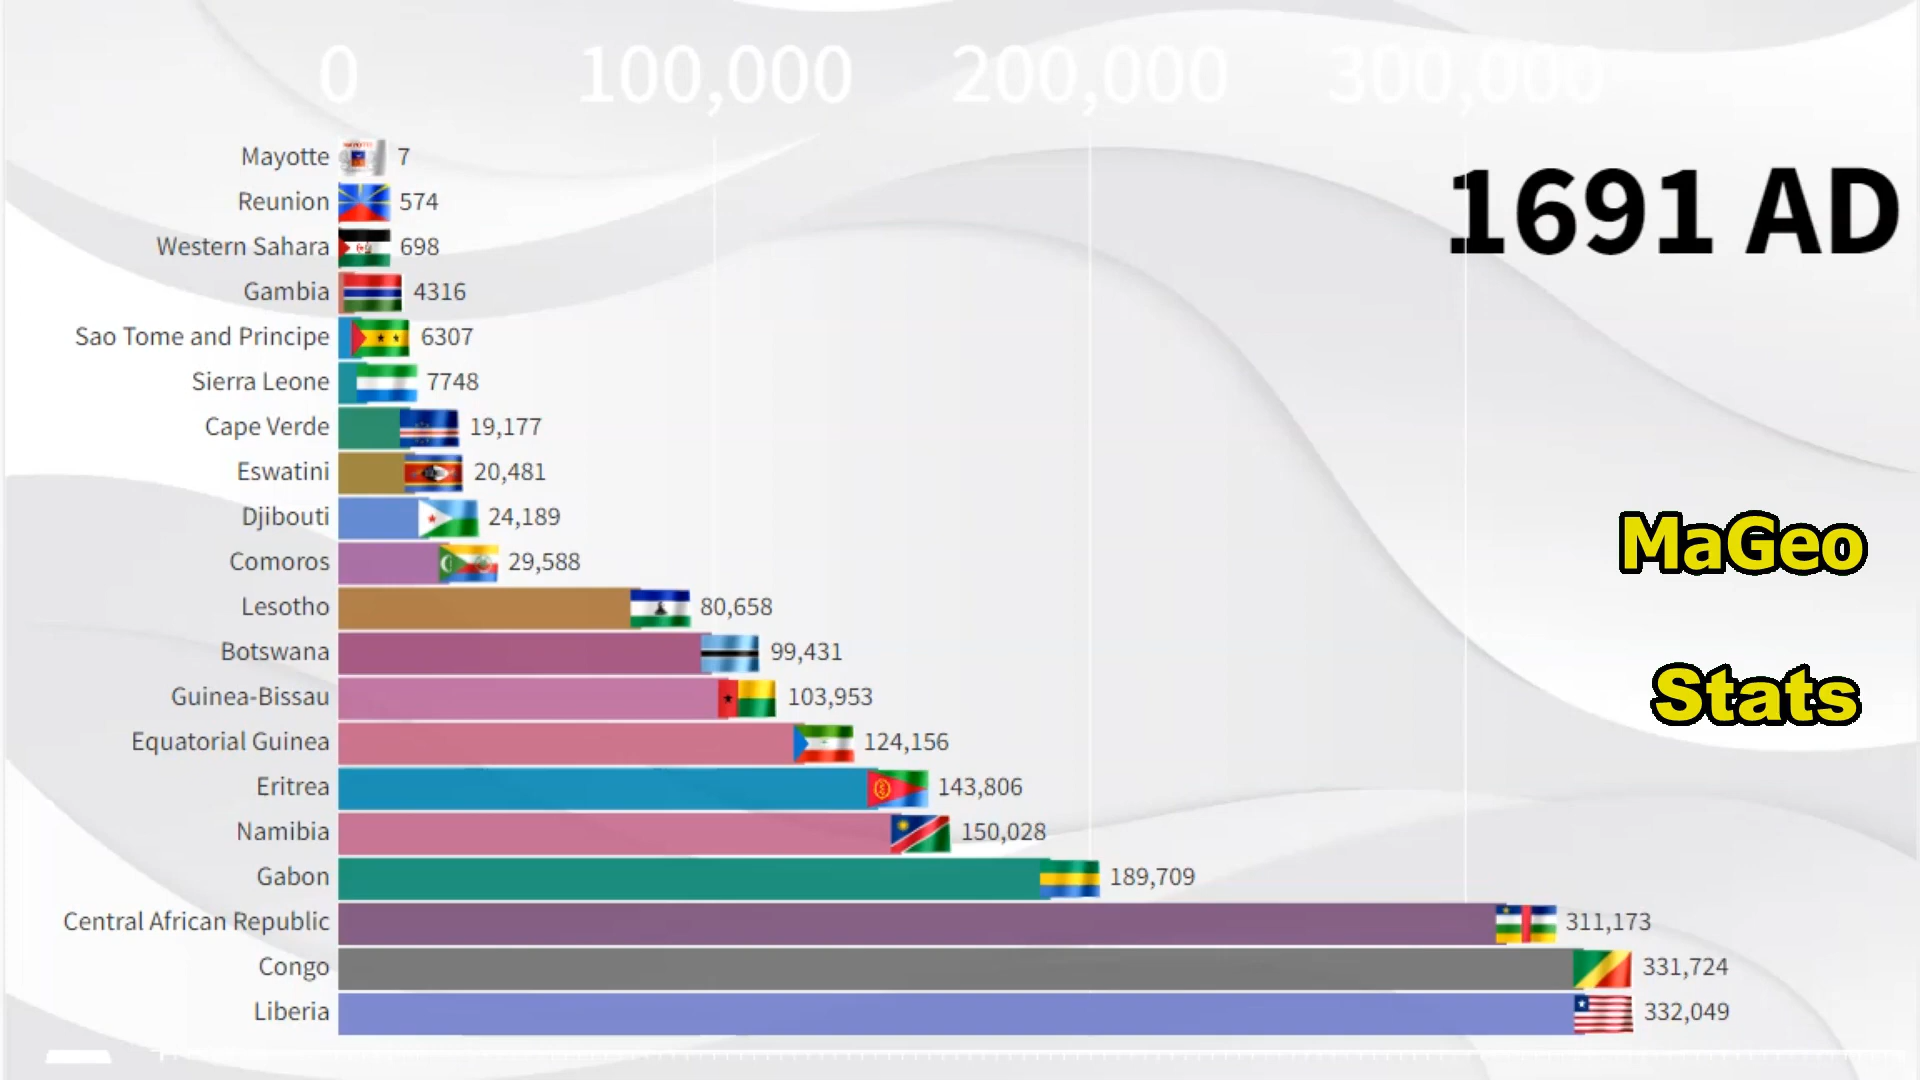 0 100,000 200,000 300,000
1691 AD
Mayotte 7
Reunion 574
Western Sahara 698
Gambia 4316
Sao Tome and Principe 6307
Sierra Leone 7748
Cape Verde 19,177
Eswatini 20,481
Djibouti 24,189
Comoros 29,588
Lesotho 80,658
Botswana 99,431
Guinea-Bissau 103,953
Equatorial Guinea 124,156
Eritrea 143,806
Namibia 150,028
Gabon 189,709
Central African Republic 311,173
Congo 331,724
Liberia 332,049
MaGeo
Stats